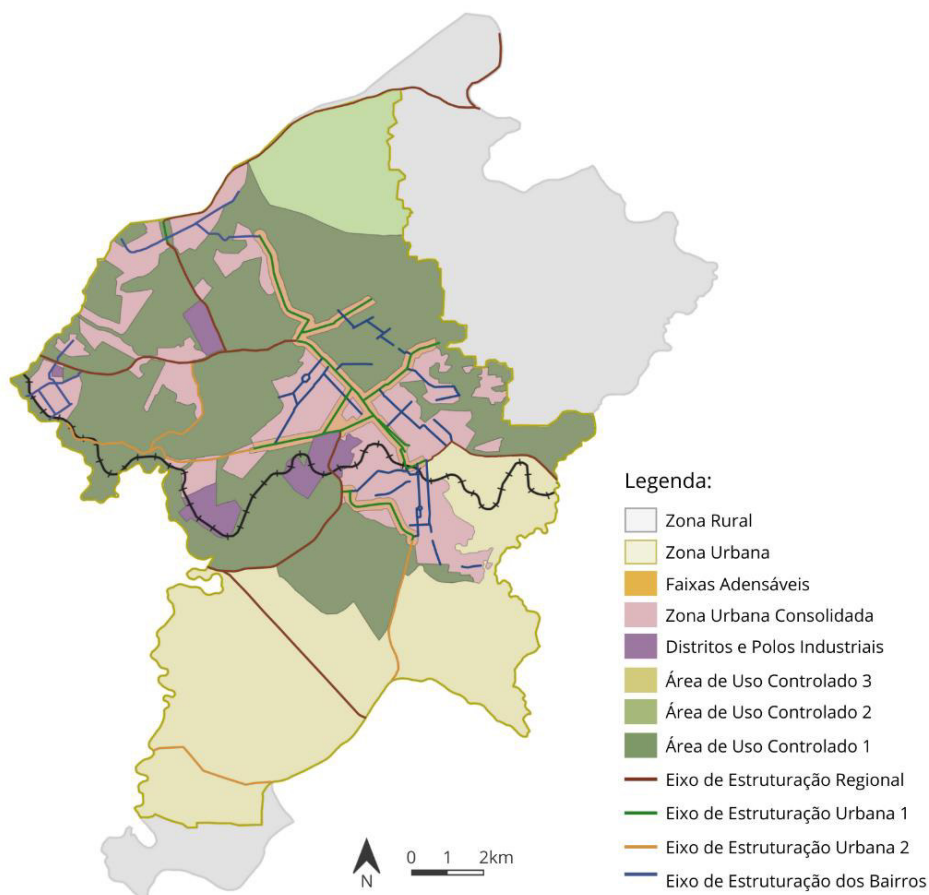 Legenda:
Zona Rural
Zona Urbana
Faixas Adensáveis
Zona Urbana Consolidada
Distritos e Polos Industriais
Área de Uso Controlado 3
Área de Uso Controlado 2
Área de Uso Controlado 1
Eixo de Estruturação Regional
Eixo de Estruturação Urbana 1
Eixo de Estruturação Urbana 2
Eixo de Estruturação dos Bairros
N
0 1 2km